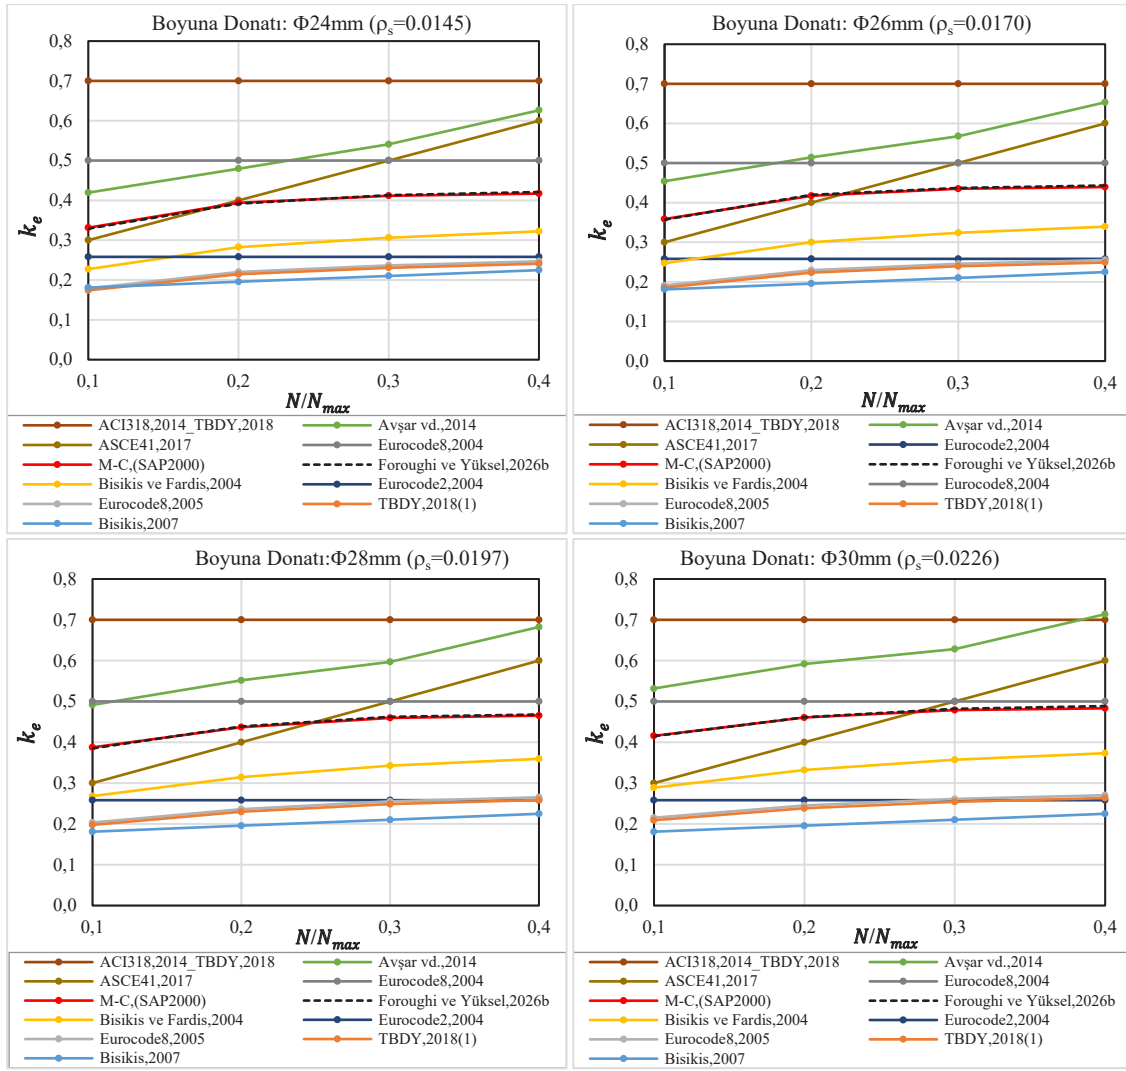 Boyuna Donatı: Φ24mm (ρs=0.0145)
0,8
0,7
0,6
0,5
0,4
0,3
0,2
0,1
0,0
ke
0,1 0,2 0,3 0,4
N/Nmax
ACI318,2014_TBDY,2018 Avşar vd.,2014
ASCE41,2017 Eurocode8,2004
M-C,(SAP2000) Foroughi ve Yüksel,2026b
Bisikis ve Fardis,2004 Eurocode2,2004
Eurocode8,2005 TBDY,2018(1)
Bisikis,2007
Boyuna Donatı: Φ26mm (ρs=0.0170)
0,8
0,7
0,6
0,5
0,4
0,3
0,2
0,1
0,0
ke
0,1 0,2 0,3 0,4
N/Nmax
ACI318,2014_TBDY,2018 Avşar vd.,2014
ASCE41,2017 Eurocode2,2004
M-C,(SAP2000) Foroughi ve Yüksel,2026b
Bisikis ve Fardis,2004 Eurocode8,2004
Eurocode8,2005 TBDY,2018(1)
Bisikis,2007
Boyuna Donatı:Φ28mm (ρs=0.0197)
0,8
0,7
0,6
0,5
0,4
0,3
0,2
0,1
0,0
ke
0,1 0,2 0,3 0,4
N/Nmax
ACI318,2014_TBDY,2018 Avşar vd.,2014
ASCE41,2017 Eurocode8,2004
M-C,(SAP2000) Foroughi ve Yüksel,2026b
Bisikis ve Fardis,2004 Eurocode2,2004
Eurocode8,2005 TBDY,2018(1)
Bisikis,2007
Boyuna Donatı: Φ30mm (ρs=0.0226)
0,8
0,7
0,6
0,5
0,4
0,3
0,2
0,1
0,0
ke
0,1 0,2 0,3 0,4
N/Nmax
ACI318,2014_TBDY,2018 Avşar vd.,2014
ASCE41,2017 Eurocode8,2004
M-C,(SAP2000) Foroughi ve Yüksel,2026b
Bisikis ve Fardis,2004 Eurocode2,2004
Eurocode8,2005 TBDY,2018(1)
Bisikis,2007